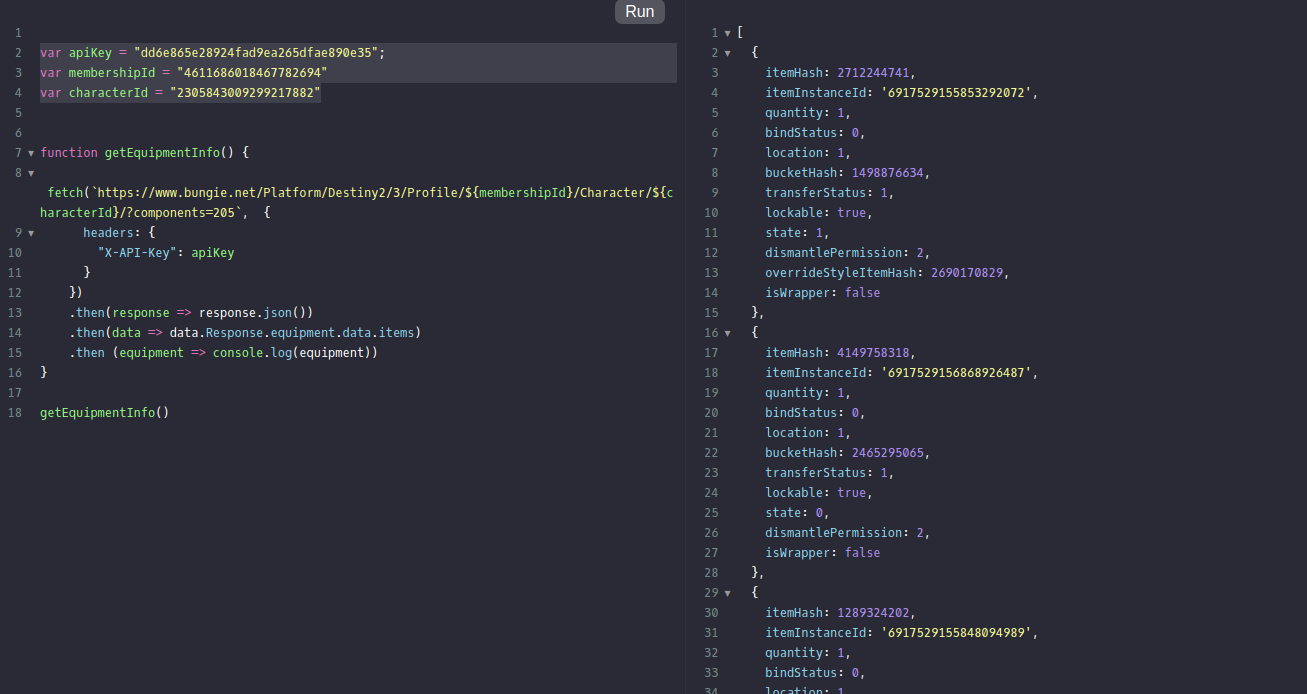 Run
1
2 var apiKey = "dd6e865e28924fad9ea265dfae890e35";
3 var membershipId = "4611686018467782694"
4 var characterId = "2305843009299217882"
5
6
7 function getEquipmentInfo() {
8
fetch(`https://www.bungie.net/Platform/Destiny2/3/Profile/${membershipId}/Character/${c
haracterId}/?components=205`,  {
9 headers: {
10 "X-API-Key": apiKey
11 }
12 })
13 .then(response => response.json())
14 .then(data => data.Response.equipment.data.items)
15 .then (equipment => console.log(equipment))
16 }
17
18 getEquipmentInfo()
1 [
2 {
3 itemHash: 2712244741,
4 itemInstanceId: '6917529155853292072',
5 quantity: 1,
6 bindStatus: 0,
7 location: 1,
8 bucketHash: 1498876634,
9 transferStatus: 1,
10 lockable: true,
11 state: 1,
12 dismantlePermission: 2,
13 overrideStyleItemHash: 2690170829,
14 isWrapper: false
15 },
16 {
17 itemHash: 4149758318,
18 itemInstanceId: '6917529156868926487',
19 quantity: 1,
20 bindStatus: 0,
21 location: 1,
22 bucketHash: 2465295065,
23 transferStatus: 1,
24 lockable: true,
25 state: 0,
26 dismantlePermission: 2,
27 isWrapper: false
28 },
29 {
30 itemHash: 1289324202,
31 itemInstanceId: '6917529155848094989',
32 quantity: 1,
33 bindStatus: 0,
34 location: 1